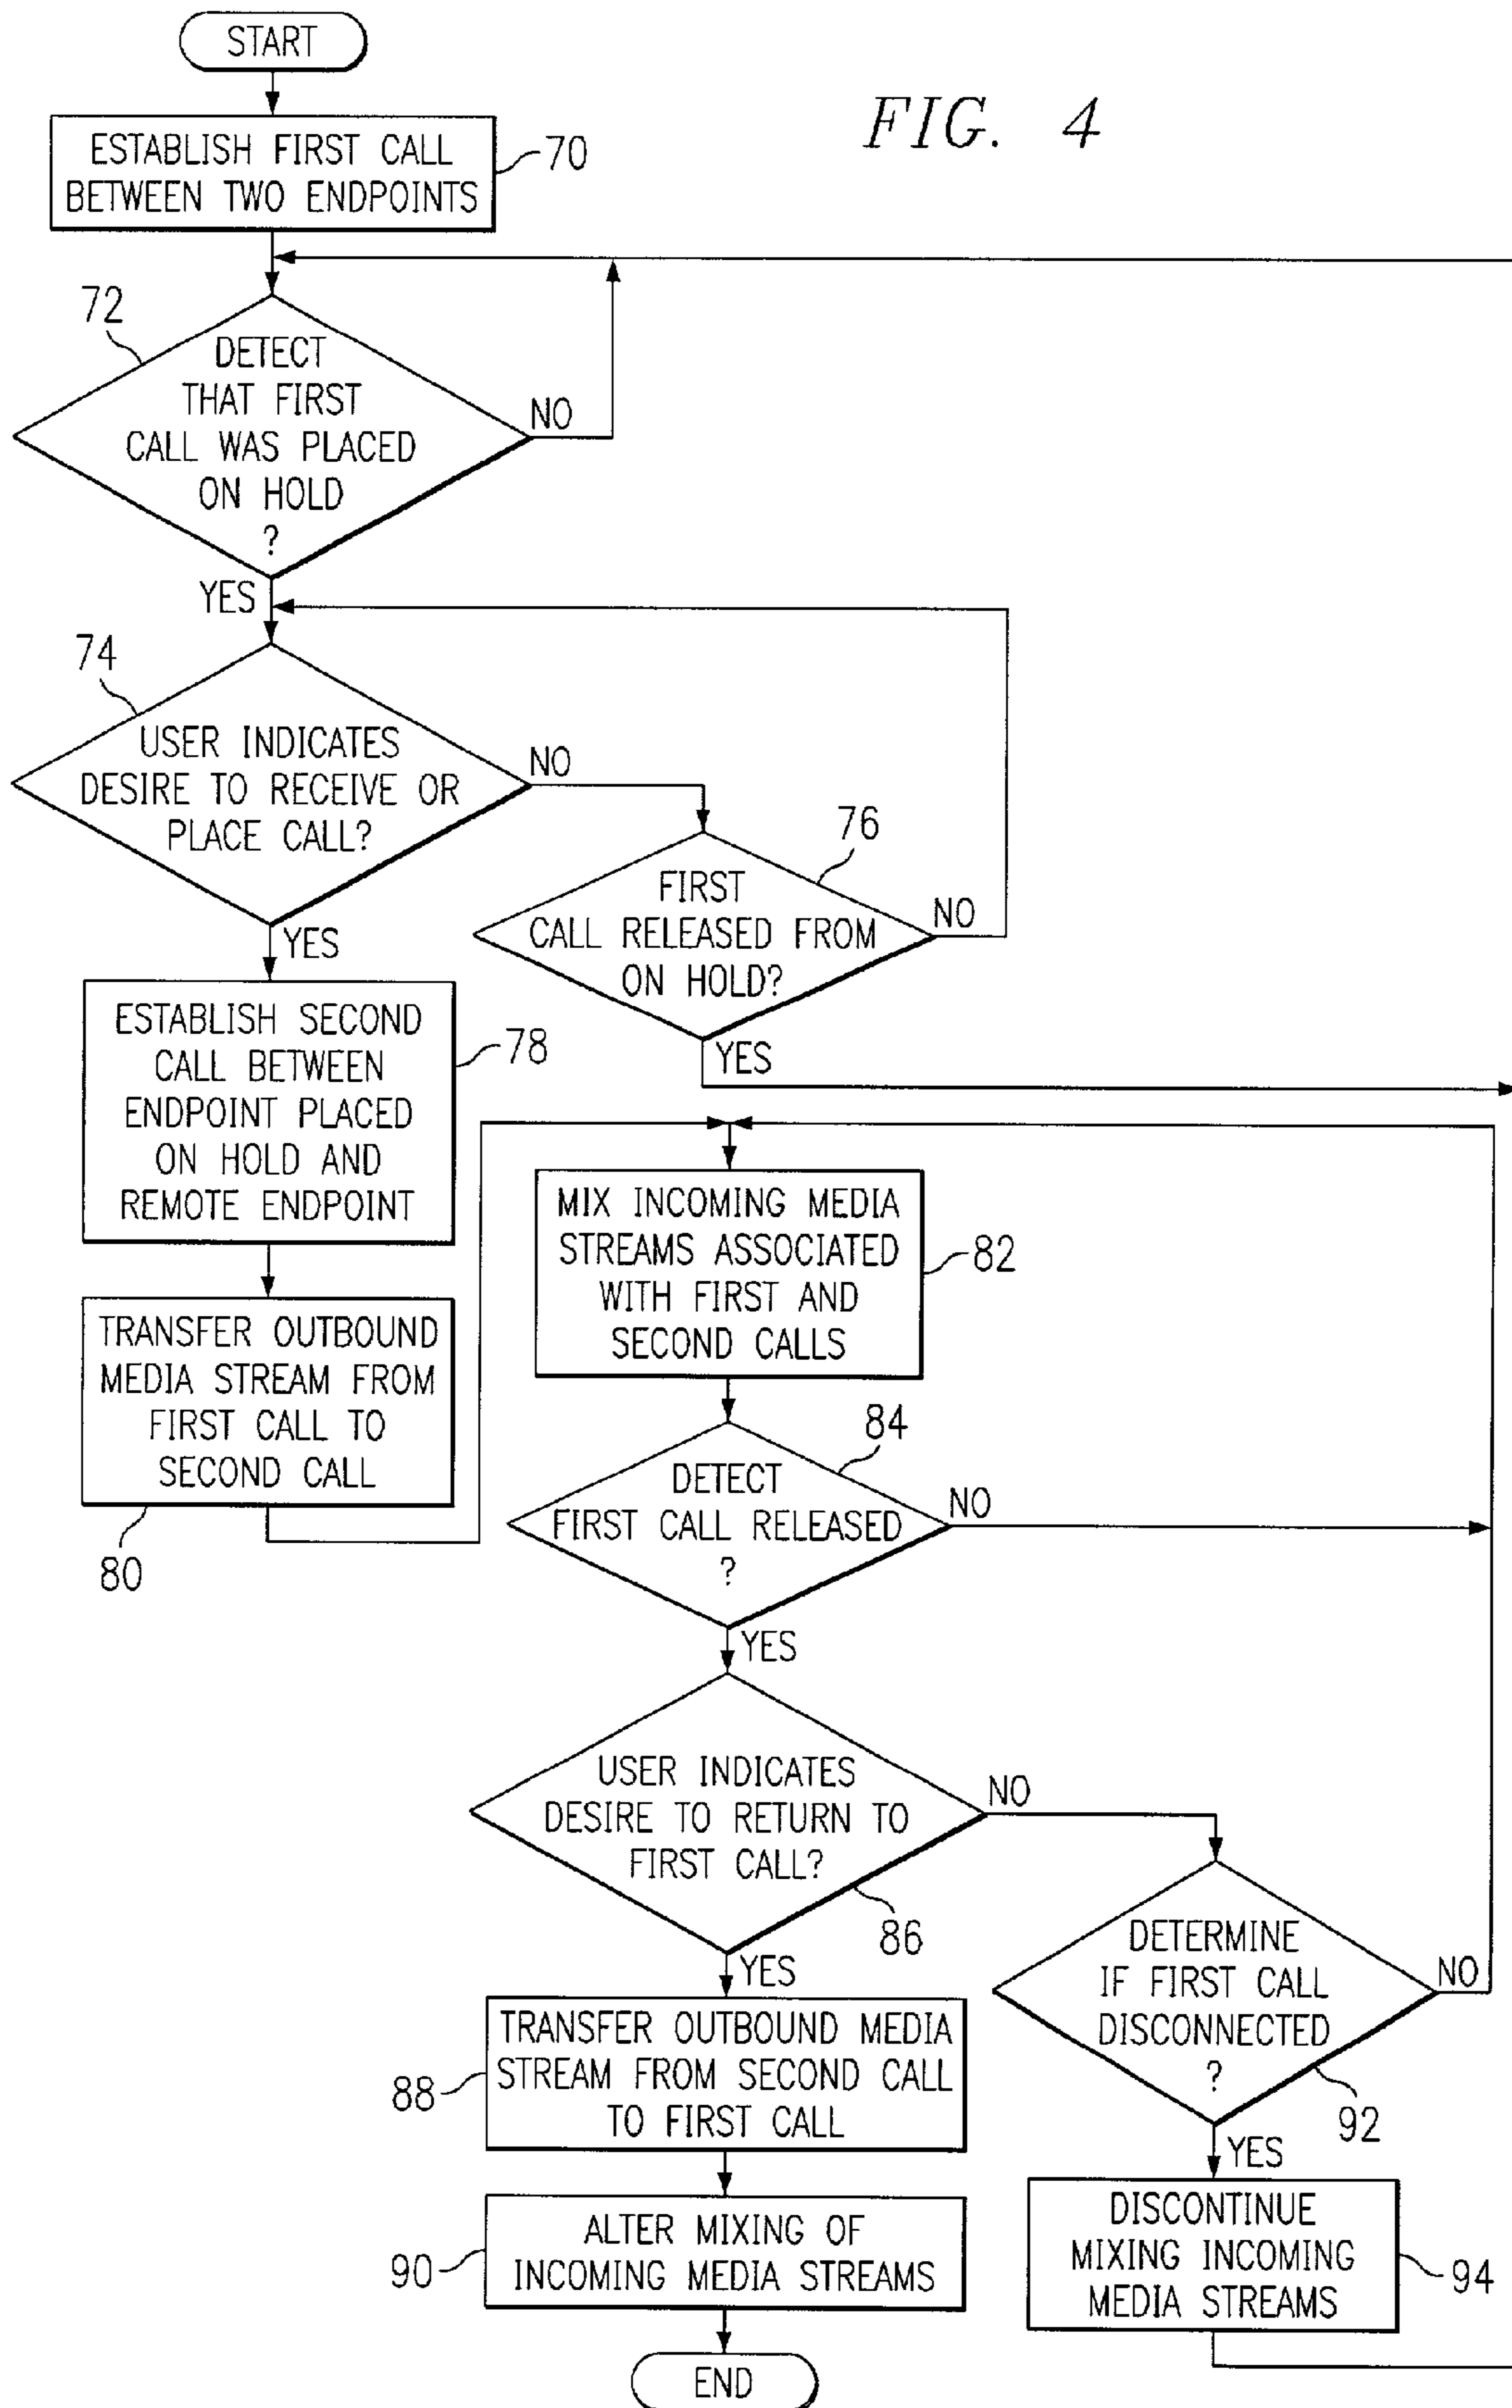 START
FIG. 4
ESTABLISH FIRST CALL
BETWEEN TWO ENDPOINTS
70
72
DETECT
THAT FIRST
CALL WAS PLACED
ON HOLD
?
NO
YES
74
USER INDICATES
DESIRE TO RECEIVE OR
PLACE CALL?
NO
76
FIRST
CALL RELEASED FROM
ON HOLD?
NO
YES
YES
ESTABLISH SECOND
CALL BETWEEN
ENDPOINT PLACED
ON HOLD AND
REMOTE ENDPOINT
78
TRANSFER OUTBOUND
MEDIA STREAM FROM
FIRST CALL TO
SECOND CALL
80
MIX INCOMING MEDIA
STREAMS ASSOCIATED
WITH FIRST AND
SECOND CALLS
82
84
DETECT
FIRST CALL RELEASED
?
NO
YES
USER INDICATES
DESIRE TO RETURN TO
FIRST CALL?
NO
86
YES
DETERMINE
IF FIRST CALL
DISCONNECTED
?
NO
92
YES
TRANSFER OUTBOUND MEDIA
STREAM FROM SECOND CALL
TO FIRST CALL
88
ALTER MIXING OF
INCOMING MEDIA STREAMS
90
DISCONTINUE
MIXING INCOMING
MEDIA STREAMS
94
END